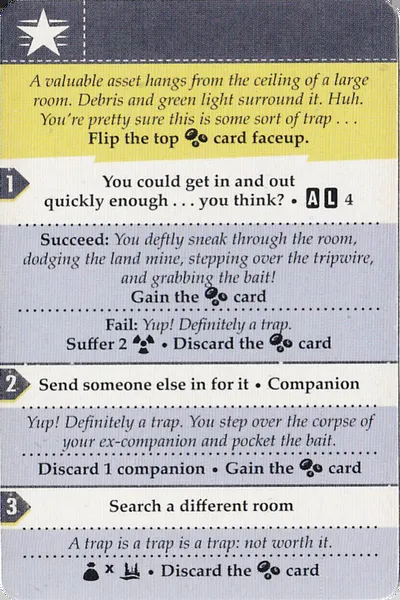 A valuable asset hangs from the ceiling of a large
room. Debris and green light surround it. Huh.
You're pretty sure this is some sort of trap . . .
Flip the top card faceup.
1
You could get in and out
quickly enough . . . you think? • A L 4
Succeed: You deftly sneak through the room,
dodging the land mine, stepping over the tripwire,
and grabbing the bait!
Gain the card
Fail: Yup! Definitely a trap.
Suffer 2 • Discard the card
2 Send someone else in for it • Companion
Yup! Definitely a trap. You step over the corpse of
your ex-companion and pocket the bait.
Discard 1 companion • Gain the card
3 Search a different room
A trap is a trap is a trap: not worth it.
x • Discard the card